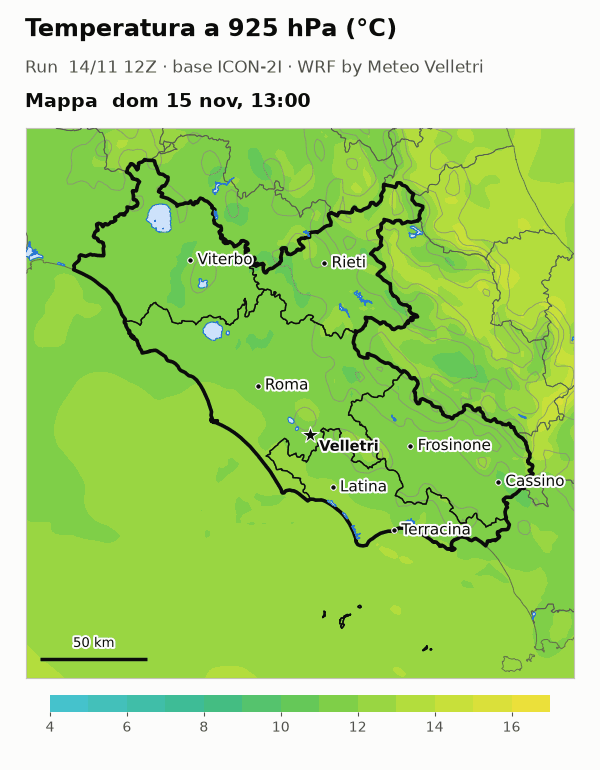 Temperatura a 925 hPa (°C)
Run  14/11 12Z · base ICON-2I · WRF by Meteo Velletri
Mappa  dom 15 nov, 13:00
Viterbo
Rieti
Roma
Velletri
Frosinone
Cassino
Latina
Terracina
50 km
4 6 8 10 12 14 16